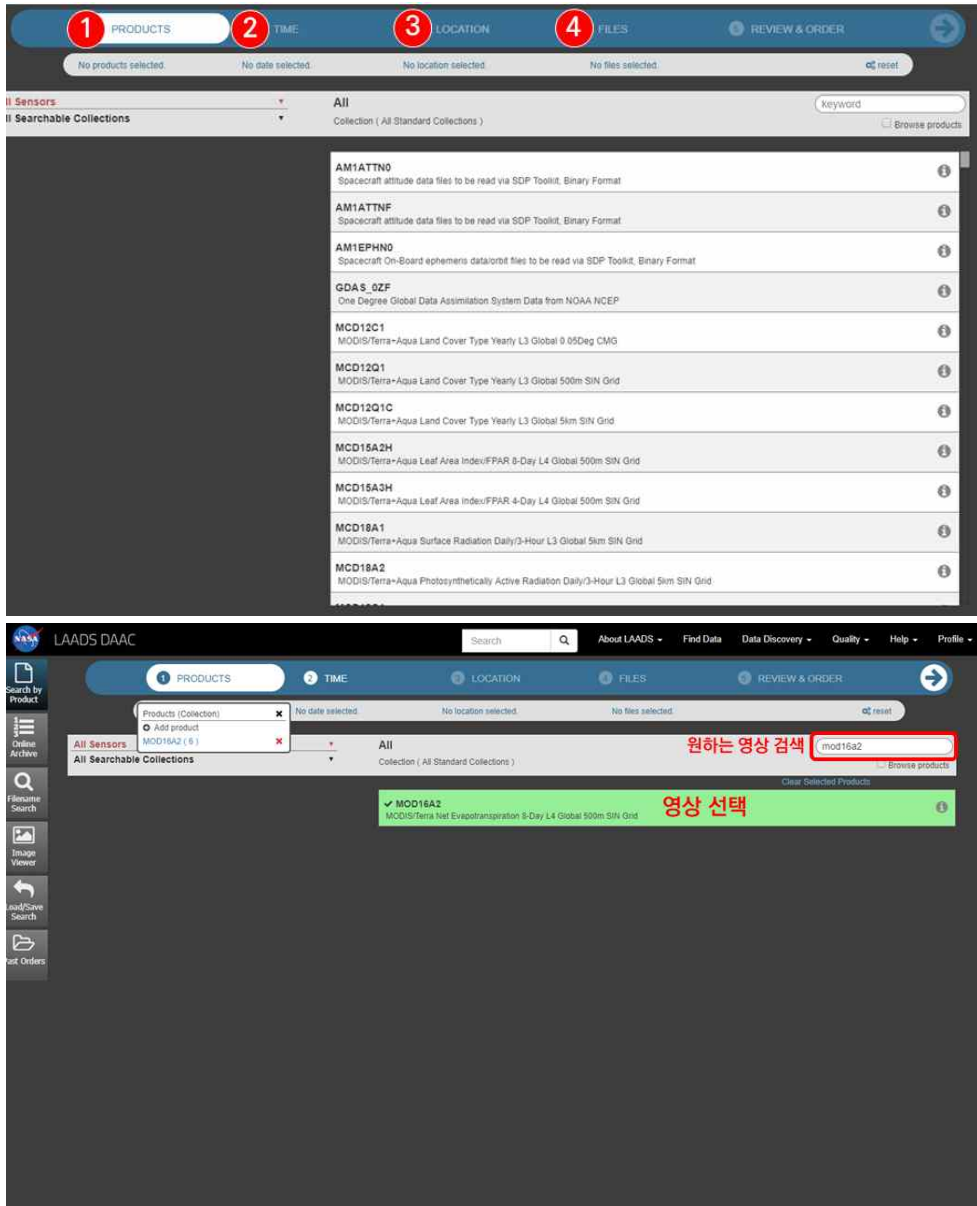 1 PRODUCTS 2 TIME 3 LOCATION 4 FILES 5 REVIEW & ORDER
No products selected. No date selected. No location selected. No files selected. reset
ll Sensors
ll Searchable Collections
All
Collection ( All Standard Collections )
keyword
Browse products
AM1ATTN0
Spacecraft attitude data files to be read via SDP Toolkit, Binary Format
AM1ATTNF
Spacecraft attitude data files to be read via SDP Toolkit, Binary Format
AM1EPHN0
Spacecraft On-Board ephemeris data/orbit files to be read via SDP Toolkit, Binary Format
GDAS_0ZF
One Degree Global Data Assimilation System Data from NOAA NCEP
MCD12C1
MODIS/Terra+Aqua Land Cover Type Yearly L3 Global 0.05Deg CMG
MCD12Q1
MODIS/Terra+Aqua Land Cover Type Yearly L3 Global 500m SIN Grid
MCD12Q1C
MODIS/Terra+Aqua Land Cover Type Yearly L3 Global 5km SIN Grid
MCD15A2H
MODIS/Terra+Aqua Leaf Area Index/FPAR 8-Day L4 Global 500m SIN Grid
MCD15A3H
MODIS/Terra+Aqua Leaf Area Index/FPAR 4-Day L4 Global 500m SIN Grid
MCD18A1
MODIS/Terra+Aqua Surface Radiation Daily/3-Hour L3 Global 5km SIN Grid
MCD18A2
MODIS/Terra+Aqua Photosynthetically Active Radiation Daily/3-Hour L3 Global 5km SIN Grid
NASA LAADS DAAC Search About LAADS Find Data Data Discovery Quality Help Profile
1 PRODUCTS 2 TIME 3 LOCATION 4 FILES 5 REVIEW & ORDER
No date selected. No location selected. No files selected. reset
Products (Collection)
Add product
MOD16A2 ( 6 )
All Sensors
All Searchable Collections
All
Collection ( All Standard Collections )
원하는 영상 검색
mod16a2
Browse products
Clear Selected Products
MOD16A2
MODIS/Terra Net Evapotranspiration 8-Day L4 Global 500m SIN Grid
영상 선택
Search by
Product
Online
Archive
Filename
Search
Image
Viewer
Load/Save
Search
Past Orders